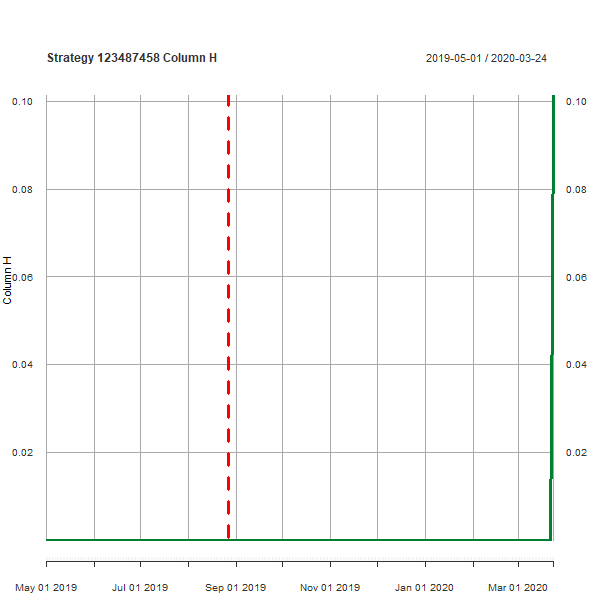 Strategy 123487458 Column H
2019-05-01 / 2020-03-24
0.10
0.10
0.08
0.08
Column H
0.06
0.06
0.04
0.04
0.02
0.02
May 01 2019
Jul 01 2019
Sep 01 2019
Nov 01 2019
Jan 01 2020
Mar 01 2020